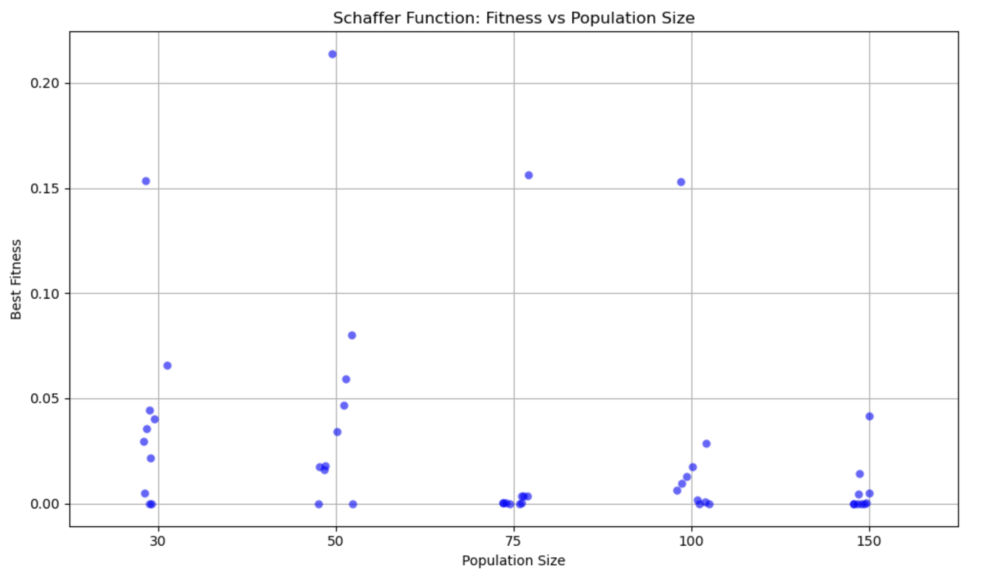 Schaffer Function: Fitness vs Population Size
Best Fitness
0.20
0.15
0.10
0.05
0.00
30 50 75 100 150
Population Size